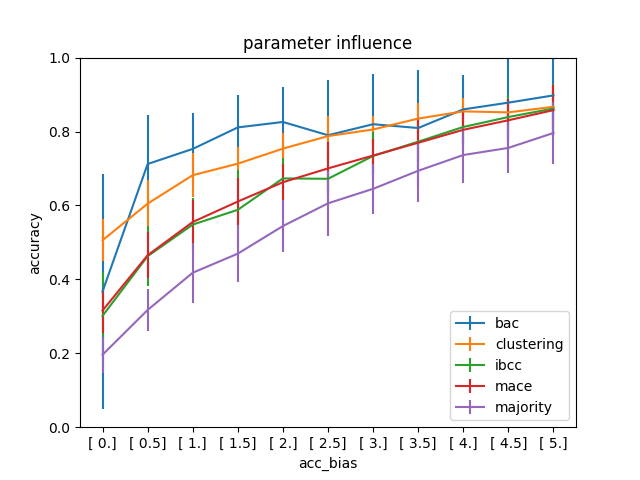 parameter influence
accuracy
1.0
0.8
0.6
0.4
0.2
0.0
bac
clustering
ibcc
mace
majority
[ 0.] [ 0.5] [ 1.] [ 1.5] [ 2.] [ 2.5] [ 3.] [ 3.5] [ 4.] [ 4.5] [ 5.]
acc_bias